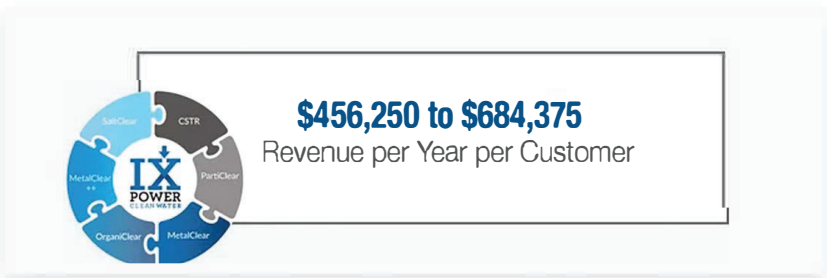 $456,250 to $684,375
Revenue per Year per Customer
SaltClear
CSTR
MetalClear
++
PartiClear
IX
POWER
CLEAN WATER
OrganiClear
MetalClear